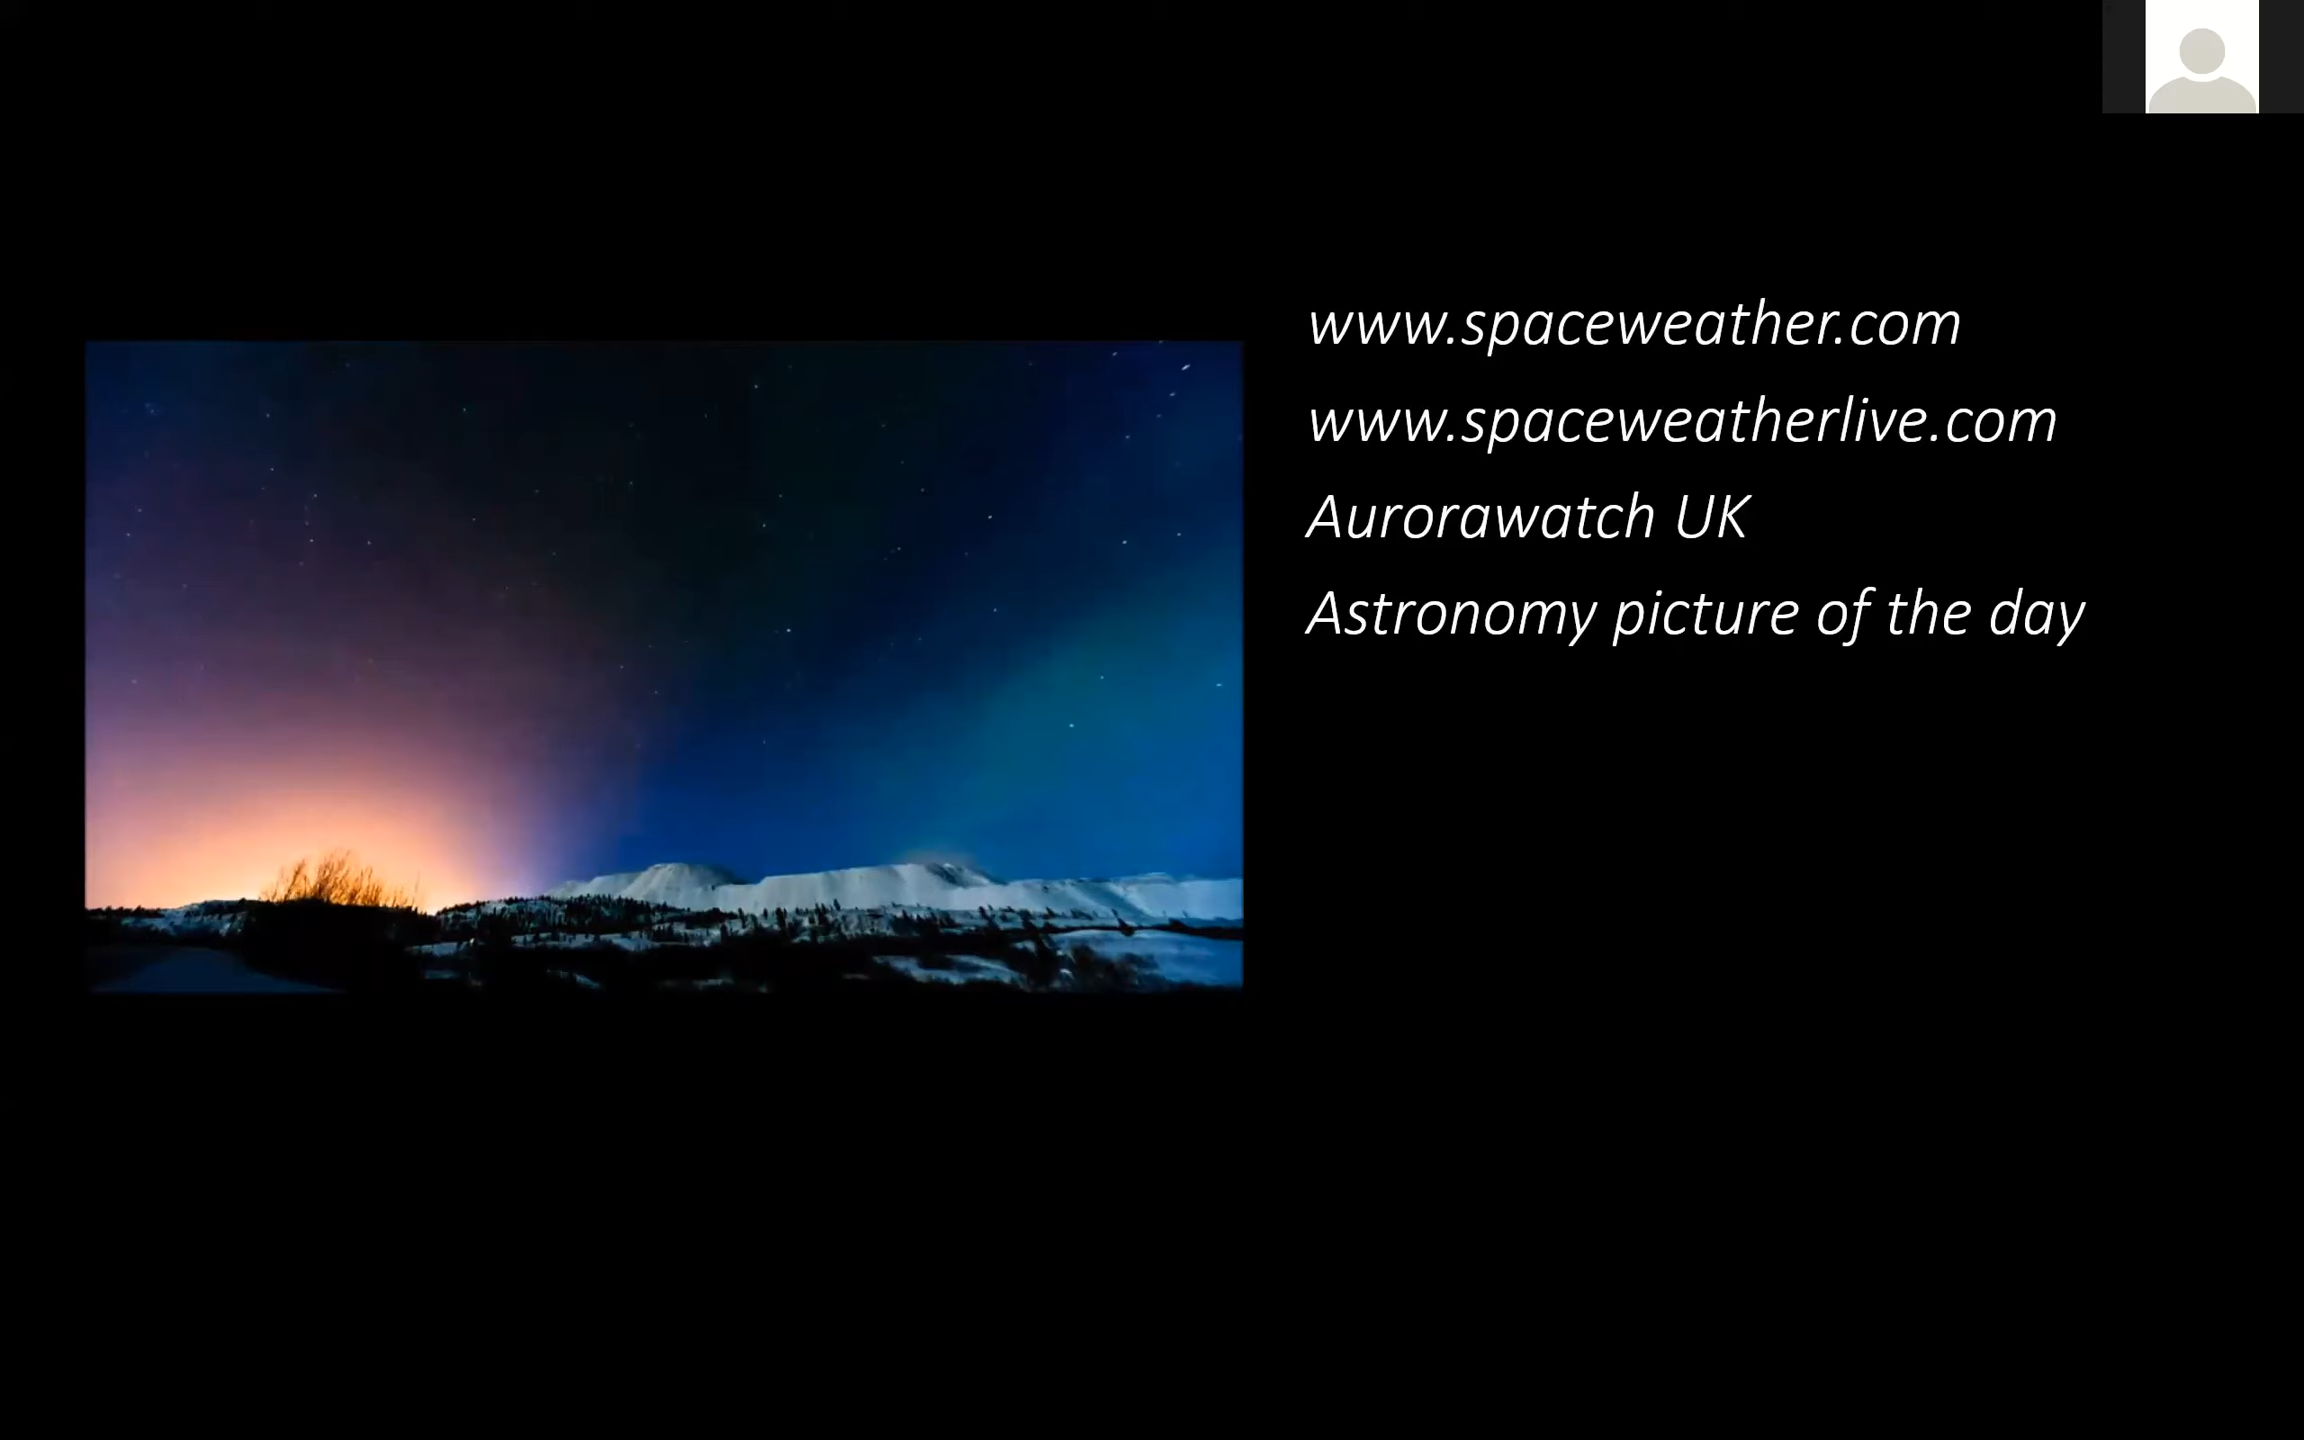 www.spaceweather.com
www.spaceweatherlive.com
Aurorawatch UK
Astronomy picture of the day